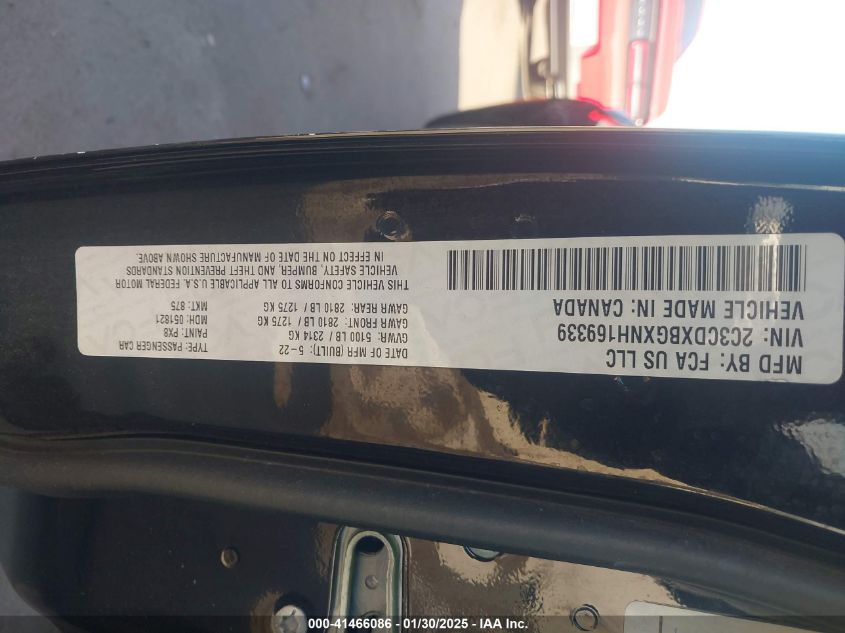 MFD BY: FCA US LLC
VIN: 2C3CDXBGXNH169339
VEHICLE MADE IN: CANADA
DATE OF MFR (BUILT): 5-22
GVWR: 5100 LB / 2314 KG
GAWR FRONT: 2810 LB / 1275 KG
GAWR REAR: 2810 LB / 1275 KG
TYPE: PASSENGER CAR
PAINT: PX8
MDH: 051821
MKT: 875
THIS VEHICLE CONFORMS TO ALL APPLICABLE U.S.A. FEDERAL MOTOR
VEHICLE SAFETY, BUMPER, AND THEFT PREVENTION STANDARDS
IN EFFECT ON THE DATE OF MANUFACTURE SHOWN ABOVE.
000-41466086 - 01/30/2025 - IAA Inc.